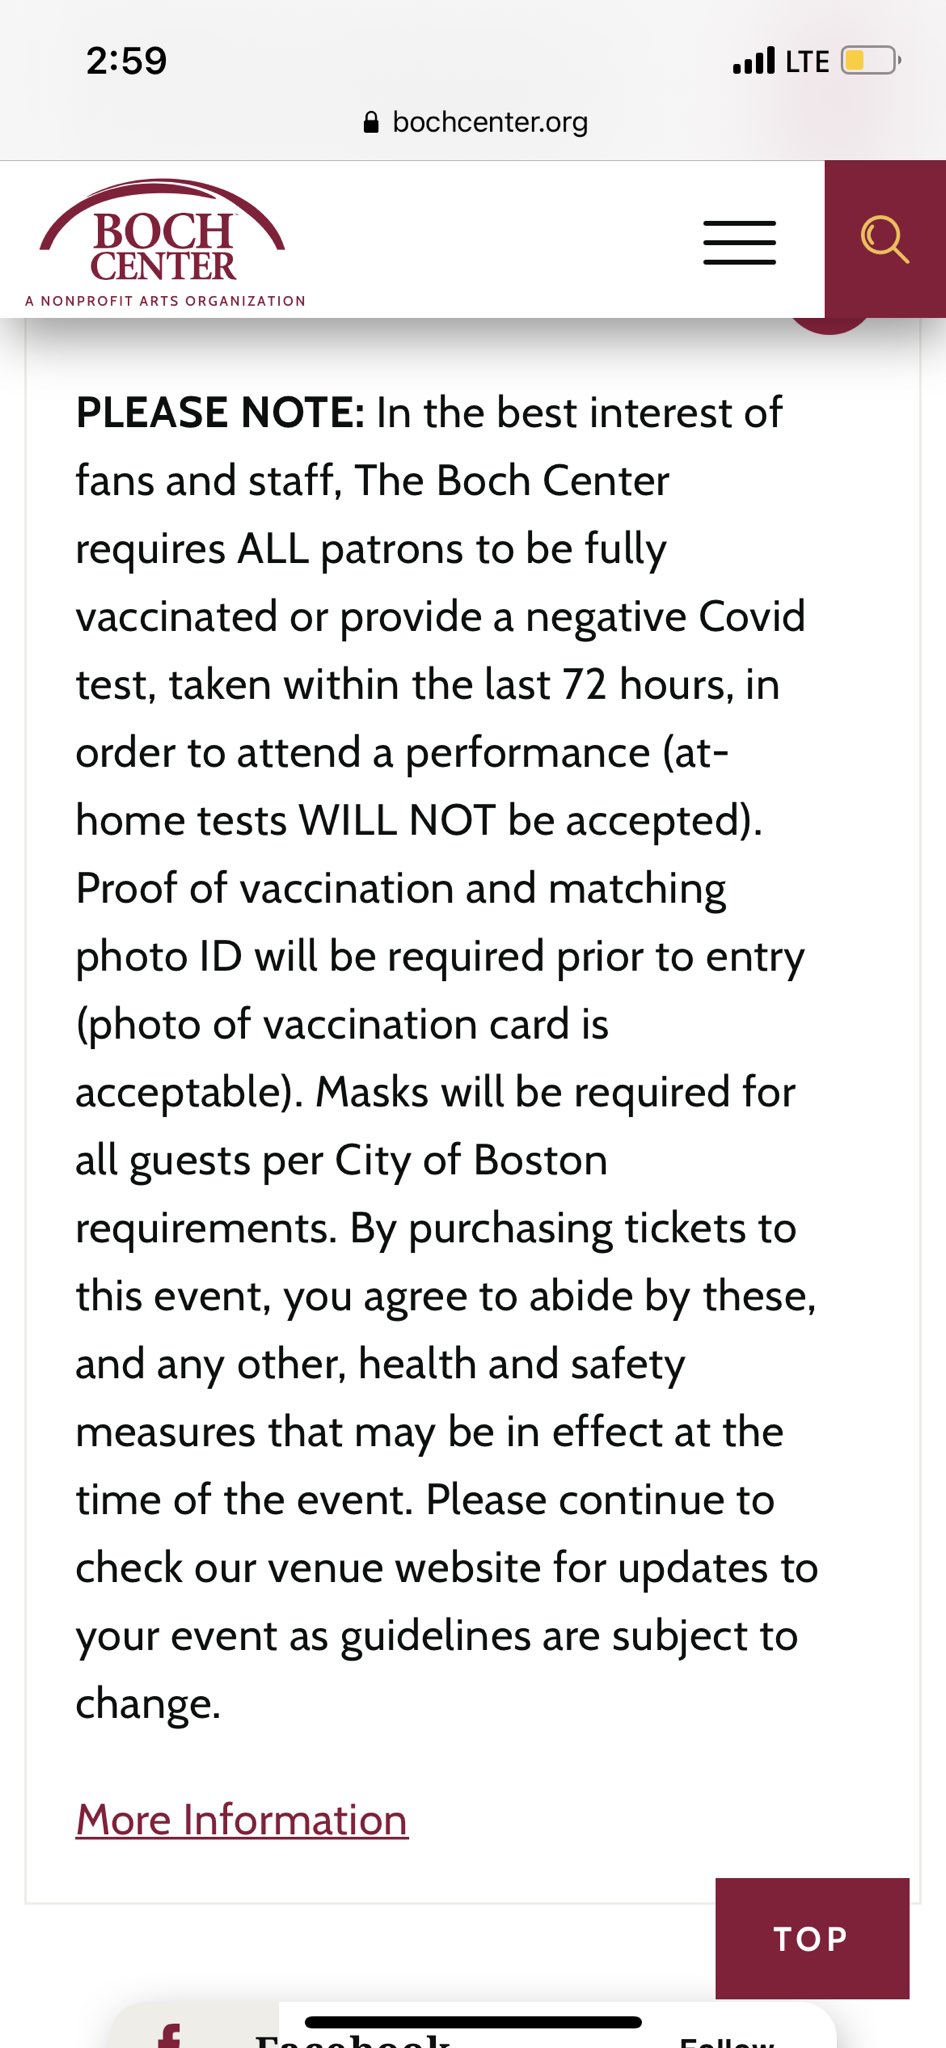 2:59
LTE
bochcenter.org
BOCH
CENTER
A NONPROFIT ARTS ORGANIZATION
PLEASE NOTE: In the best interest of
fans and staff, The Boch Center
requires ALL patrons to be fully
vaccinated or provide a negative Covid
test, taken within the last 72 hours, in
order to attend a performance (at-
home tests WILL NOT be accepted).
Proof of vaccination and matching
photo ID will be required prior to entry
(photo of vaccination card is
acceptable). Masks will be required for
all guests per City of Boston
requirements. By purchasing tickets to
this event, you agree to abide by these,
and any other, health and safety
measures that may be in effect at the
time of the event. Please continue to
check our venue website for updates to
your event as guidelines are subject to
change.
More Information
TOP
Facebook
Follow